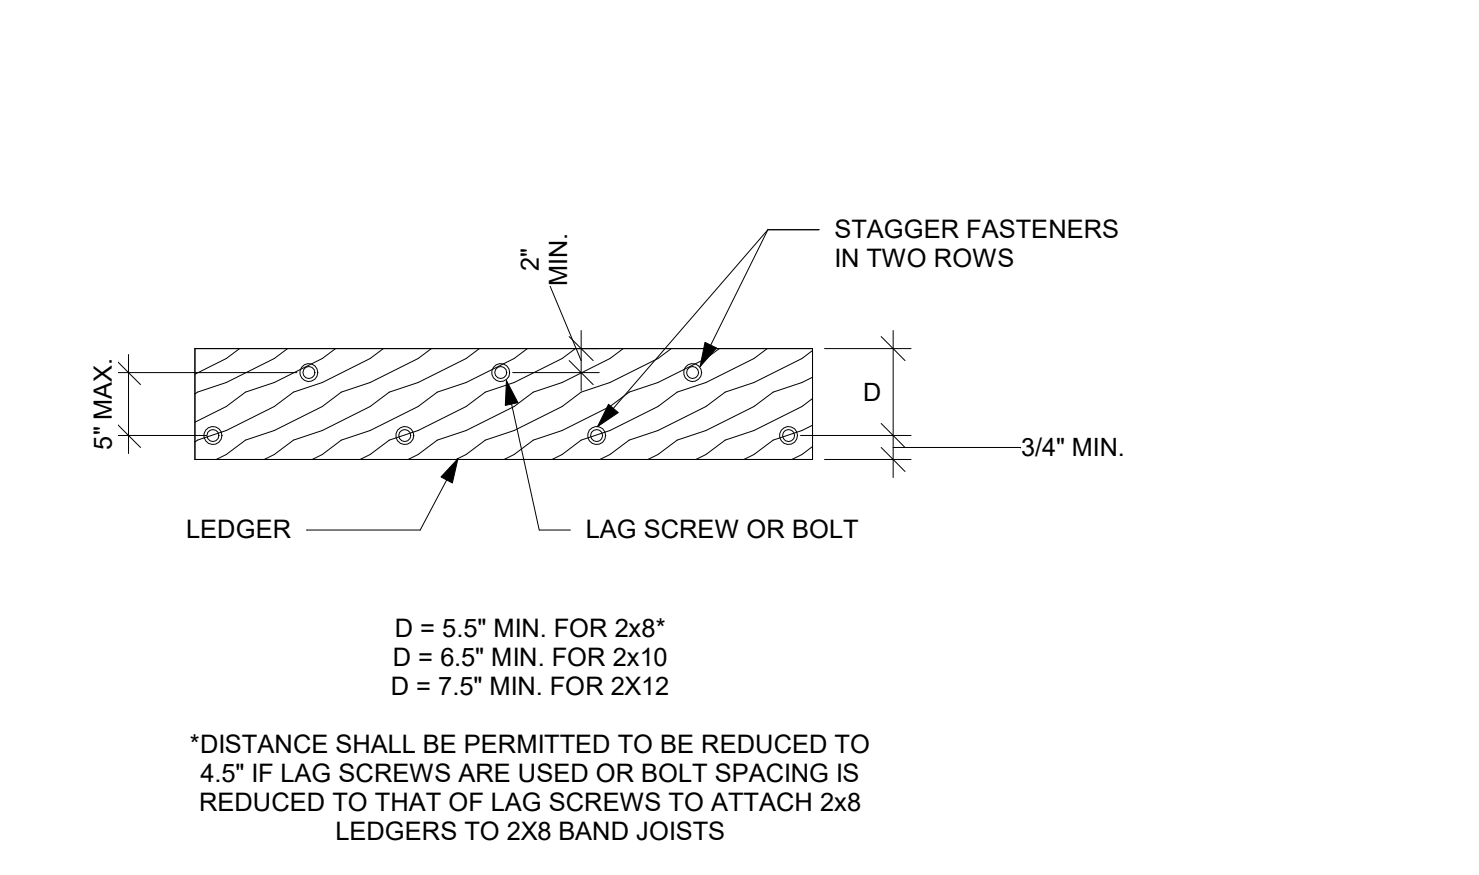 STAGGER FASTENERS
IN TWO ROWS
2"
MIN.
5" MAX.
D
3/4" MIN.
LEDGER
LAG SCREW OR BOLT
D = 5.5" MIN. FOR 2x8*
D = 6.5" MIN. FOR 2x10
D = 7.5" MIN. FOR 2X12
*DISTANCE SHALL BE PERMITTED TO BE REDUCED TO
4.5" IF LAG SCREWS ARE USED OR BOLT SPACING IS
REDUCED TO THAT OF LAG SCREWS TO ATTACH 2x8
LEDGERS TO 2X8 BAND JOISTS